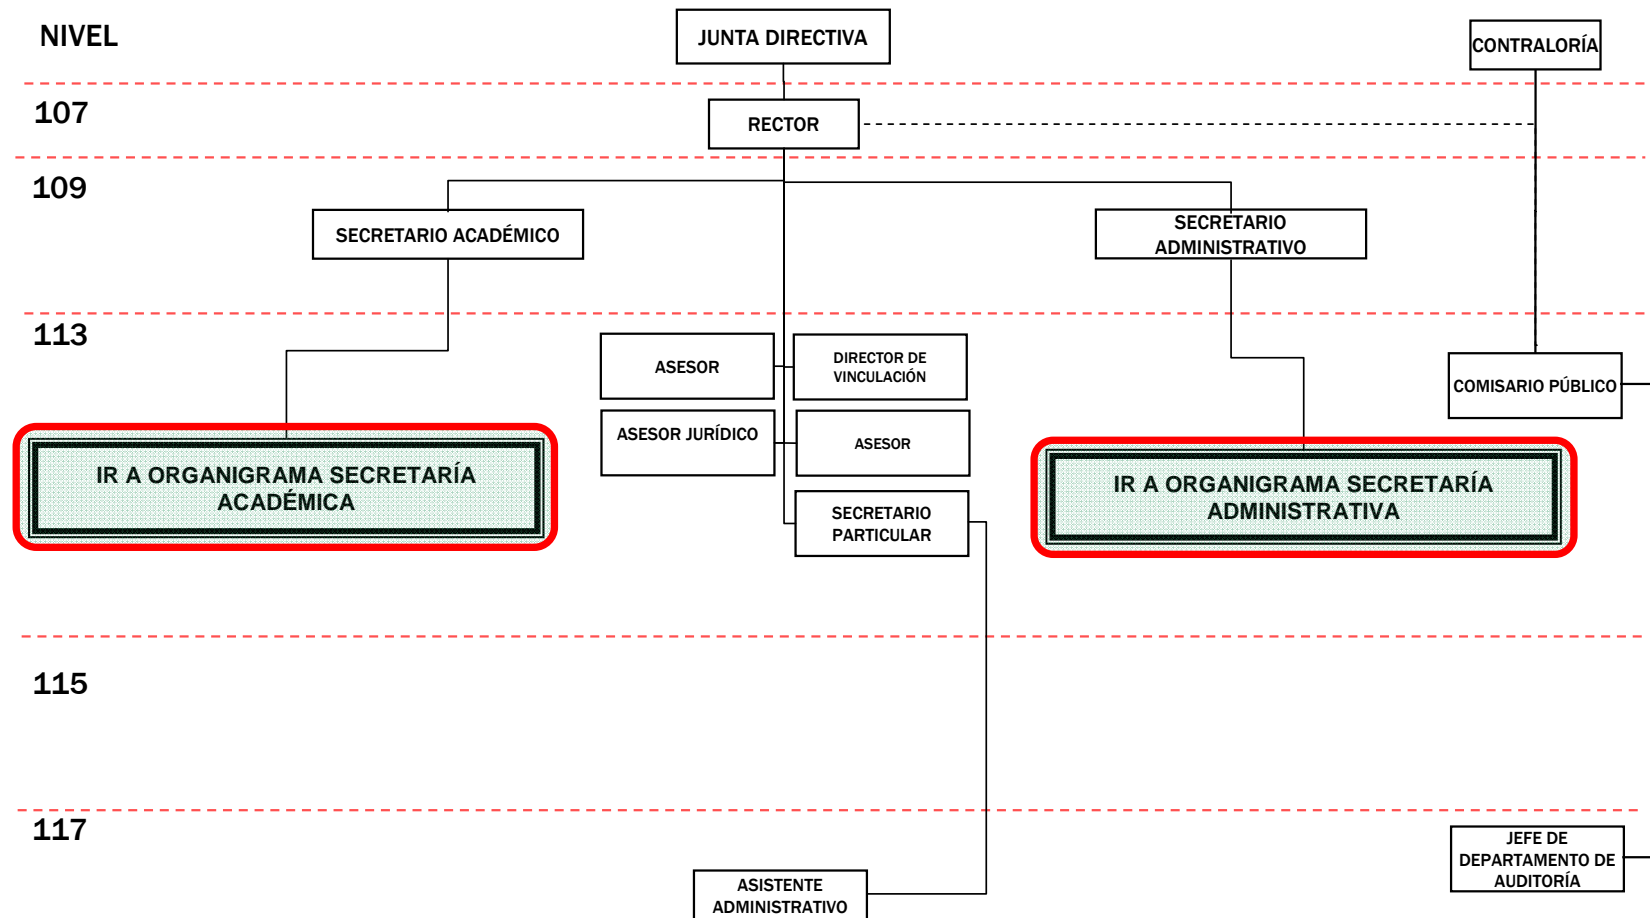 NIVEL
JUNTA DIRECTIVA
CONTRALORÍA
107
RECTOR
109
SECRETARIO ACADÉMICO
SECRETARIO
ADMINISTRATIVO
113
ASESOR
DIRECTOR DE
VINCULACIÓN
COMISARIO PÚBLICO
ASESOR JURÍDICO
ASESOR
IR A ORGANIGRAMA SECRETARÍA
ACADÉMICA
IR A ORGANIGRAMA SECRETARÍA
ADMINISTRATIVA
SECRETARIO
PARTICULAR
115
117
JEFE DE
DEPARTAMENTO DE
AUDITORÍA
ASISTENTE
ADMINISTRATIVO